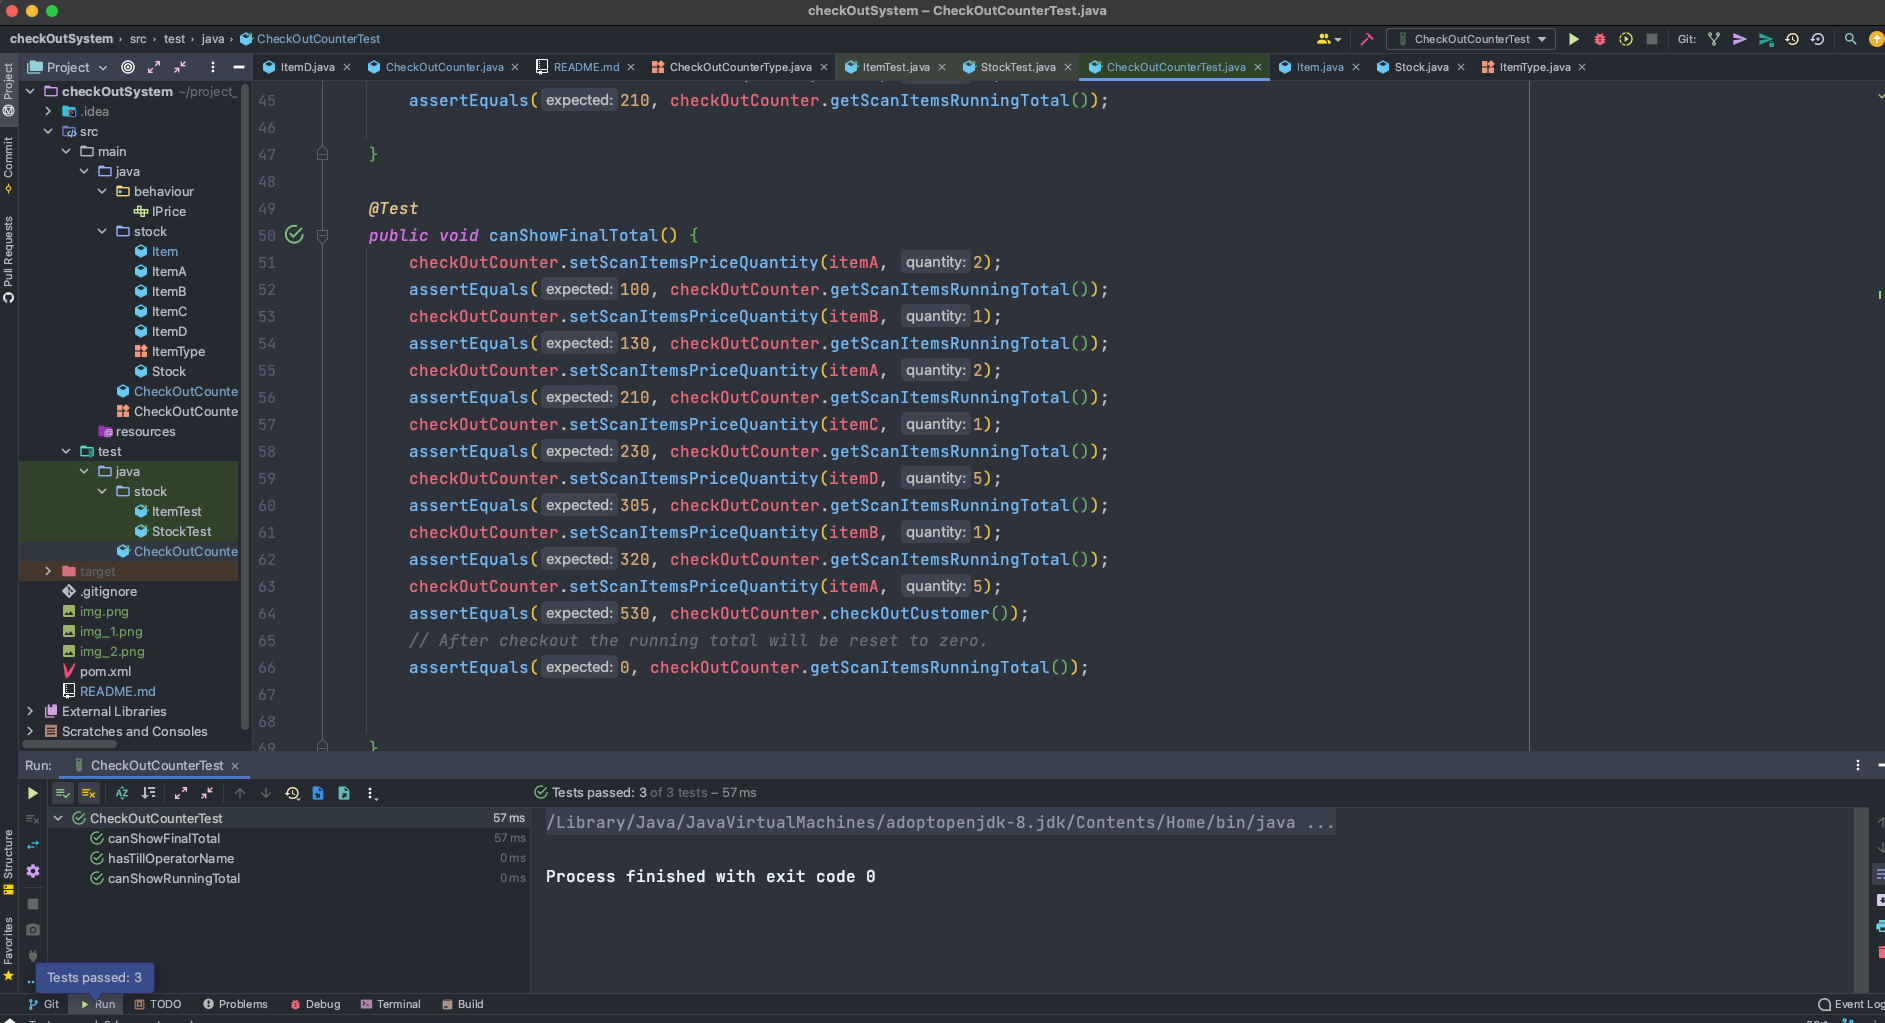 checkOutSystem – CheckOutCounterTest.java
checkOutSystem › src › test › java › CheckOutCounterTest
CheckOutCounterTest
Git:
Project
ItemD.java
CheckOutCounter.java
README.md
CheckOutCounterType.java
ItemTest.java
StockTest.java
CheckOutCounterTest.java
Item.java
Stock.java
ItemType.java
Project
Commit
Pull Requests
Structure
Favorites
checkOutSystem ~/project_
.idea
src
main
java
behaviour
IPrice
stock
Item
ItemA
ItemB
ItemC
ItemD
ItemType
Stock
CheckOutCounte
CheckOutCounte
resources
test
java
stock
ItemTest
StockTest
CheckOutCounte
target
.gitignore
img.png
img_1.png
img_2.png
pom.xml
README.md
External Libraries
Scratches and Consoles
45 assertEquals( expected: 210, checkOutCounter.getScanItemsRunningTotal());
46
47 }
48
49 @Test
50 public void canShowFinalTotal() {
51 checkOutCounter.setScanItemsPriceQuantity(itemA, quantity: 2);
52 assertEquals( expected: 100, checkOutCounter.getScanItemsRunningTotal());
53 checkOutCounter.setScanItemsPriceQuantity(itemB, quantity: 1);
54 assertEquals( expected: 130, checkOutCounter.getScanItemsRunningTotal());
55 checkOutCounter.setScanItemsPriceQuantity(itemA, quantity: 2);
56 assertEquals( expected: 210, checkOutCounter.getScanItemsRunningTotal());
57 checkOutCounter.setScanItemsPriceQuantity(itemC, quantity: 1);
58 assertEquals( expected: 230, checkOutCounter.getScanItemsRunningTotal());
59 checkOutCounter.setScanItemsPriceQuantity(itemD, quantity: 5);
60 assertEquals( expected: 305, checkOutCounter.getScanItemsRunningTotal());
61 checkOutCounter.setScanItemsPriceQuantity(itemB, quantity: 1);
62 assertEquals( expected: 320, checkOutCounter.getScanItemsRunningTotal());
63 checkOutCounter.setScanItemsPriceQuantity(itemA, quantity: 5);
64 assertEquals( expected: 530, checkOutCounter.checkOutCustomer());
65 // After checkout the running total will be reset to zero.
66 assertEquals( expected: 0, checkOutCounter.getScanItemsRunningTotal());
67
68
69 }
Run: CheckOutCounterTest
Tests passed: 3 of 3 tests – 57 ms
CheckOutCounterTest 57 ms
canShowFinalTotal 57 ms
hasTillOperatorName 0 ms
canShowRunningTotal 0 ms
/Library/Java/JavaVirtualMachines/adoptopenjdk-8.jdk/Contents/Home/bin/java ...
Process finished with exit code 0
Tests passed: 3
Git
Run
TODO
Problems
Debug
Terminal
Build
Event Log